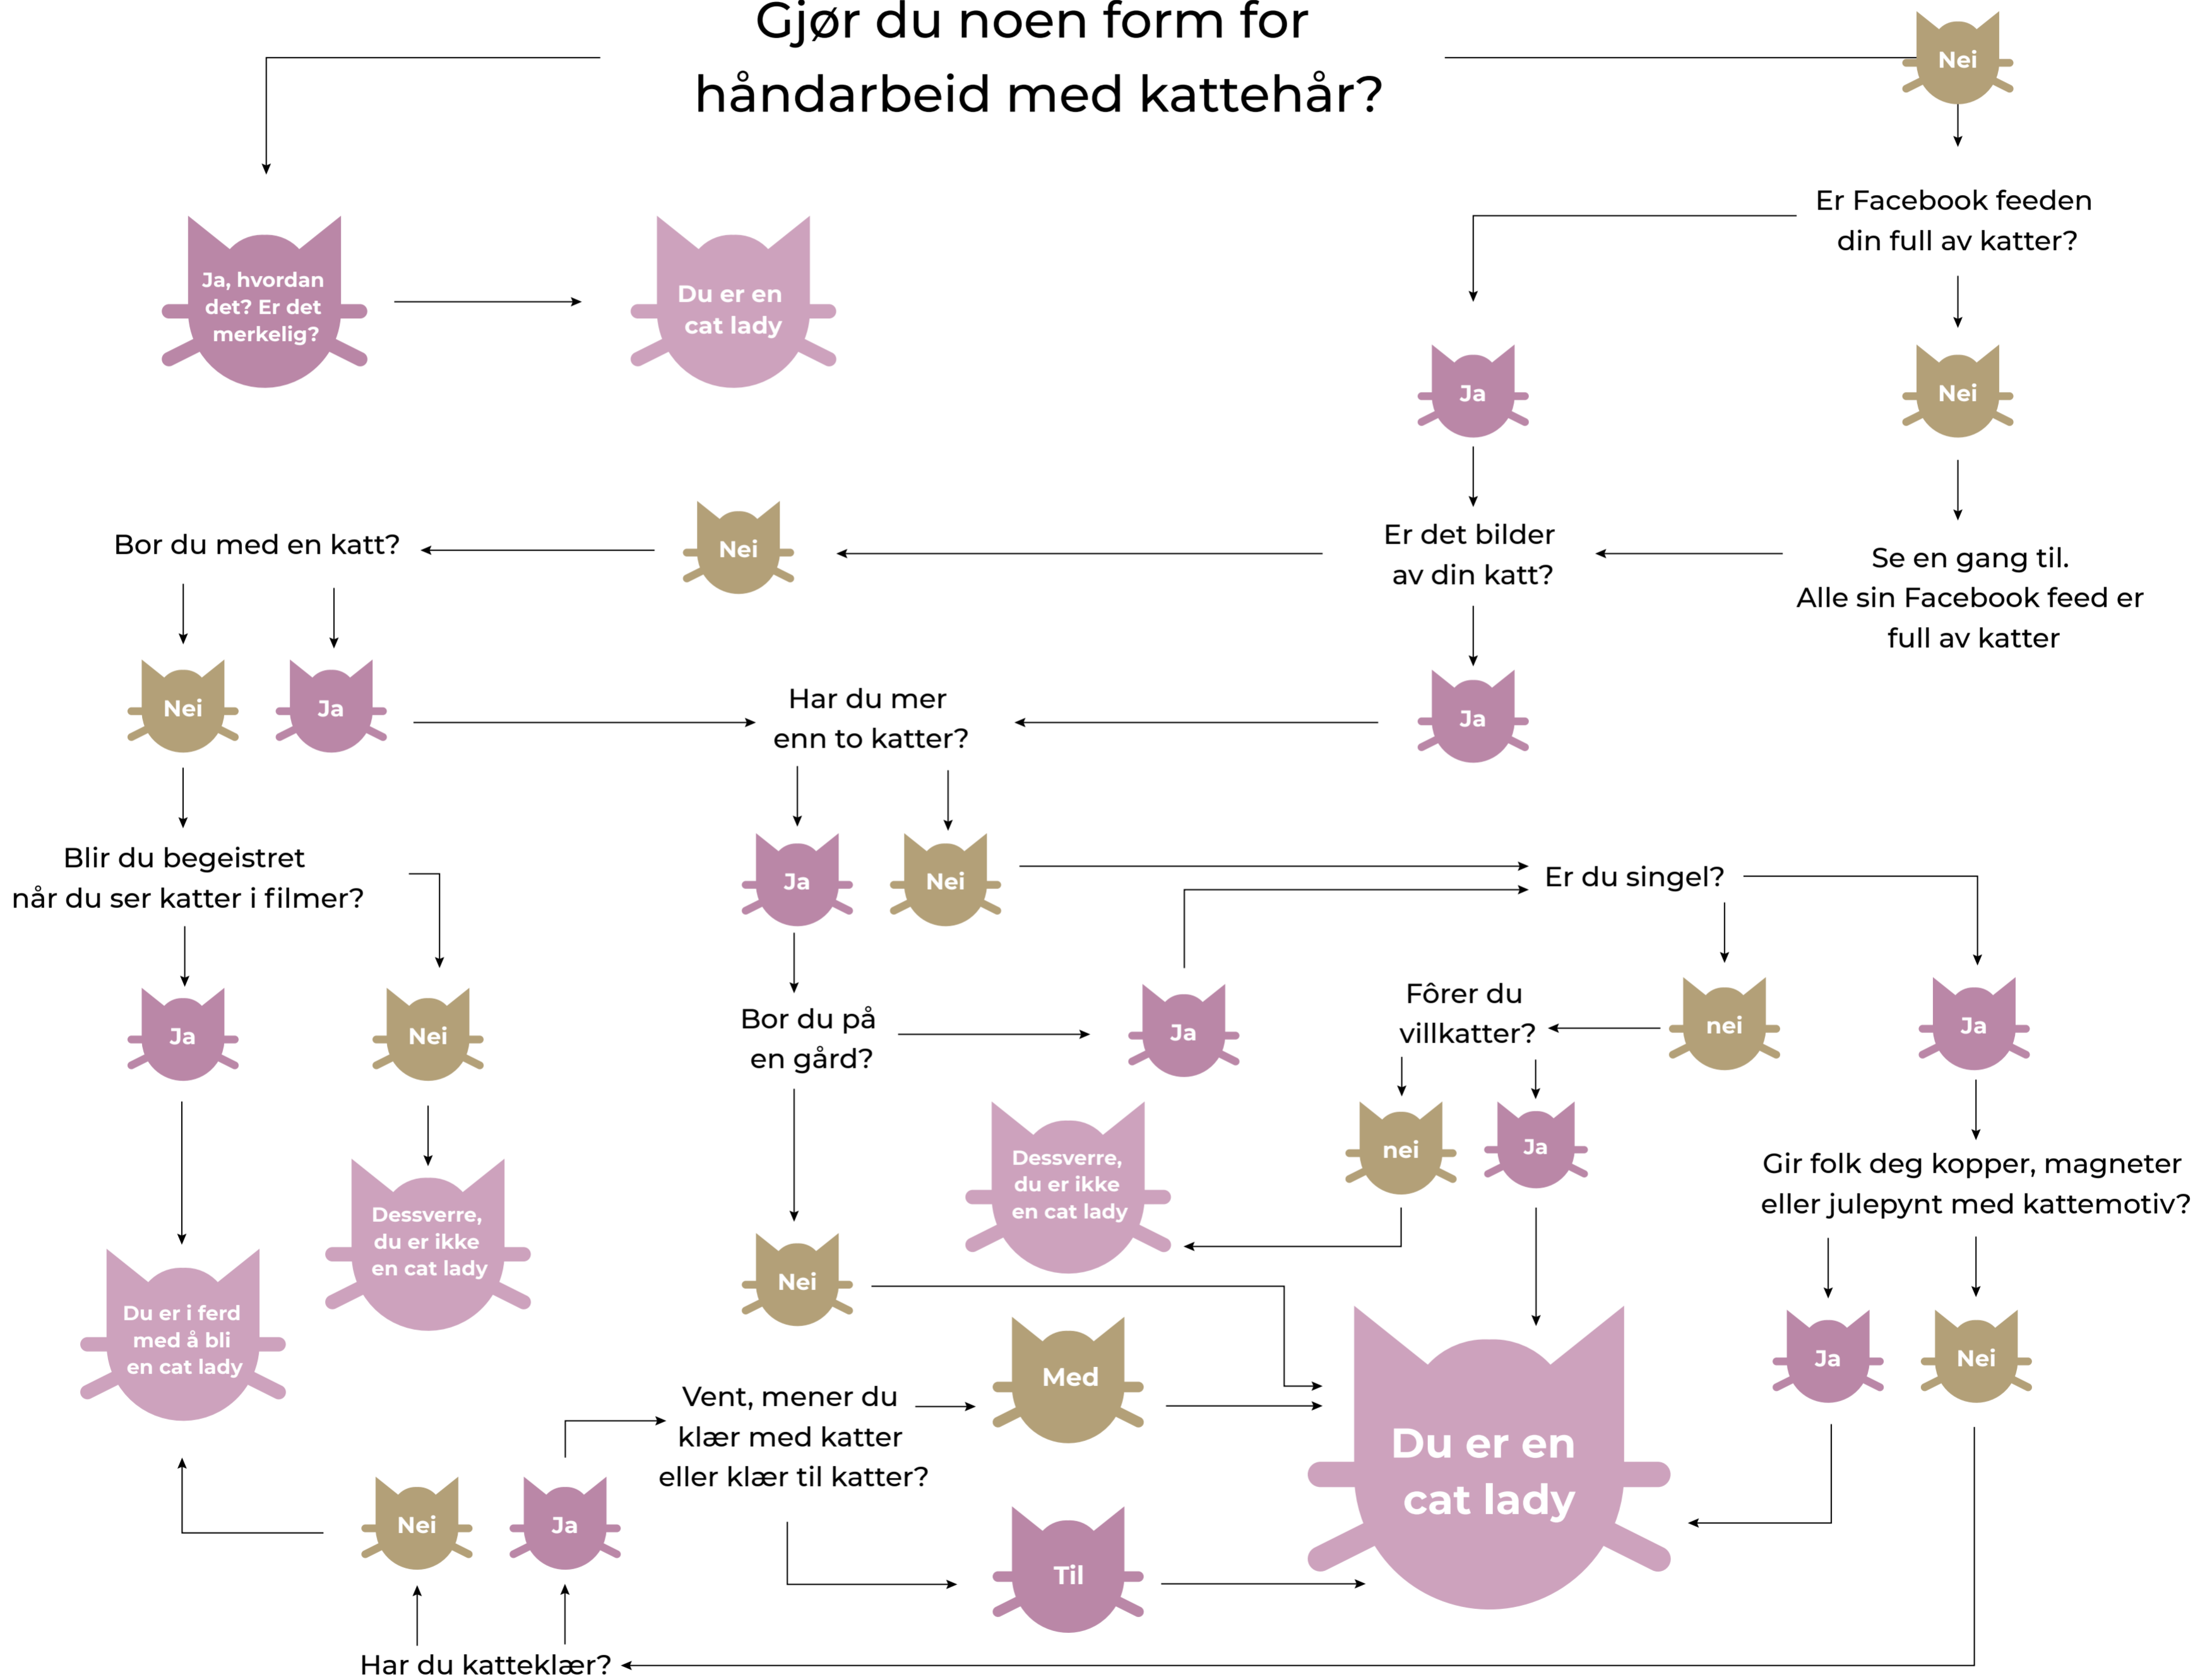 Gjør du noen form for
håndarbeid med kattehår?
Nei
Er Facebook feeden
din full av katter?
Ja, hvordan
det? Er det
merkelig?
Du er en
cat lady
Ja
Nei
Bor du med en katt?
Nei
Er det bilder
av din katt?
Se en gang til.
Alle sin Facebook feed er
full av katter
Nei
Ja
Har du mer
enn to katter?
Ja
Blir du begeistret
når du ser katter i filmer?
Ja
Nei
Er du singel?
Ja
Nei
Bor du på
en gård?
Ja
Fôrer du
villkatter?
nei
Ja
Dessverre,
du er ikke
en cat lady
nei
Ja
Gir folk deg kopper, magneter
eller julepynt med kattemotiv?
Dessverre,
du er ikke
en cat lady
Nei
Du er i ferd
med å bli
en cat lady
Ja
Nei
Vent, mener du
klær med katter
eller klær til katter?
Med
Du er en
cat lady
Nei
Ja
Til
Har du katteklær?